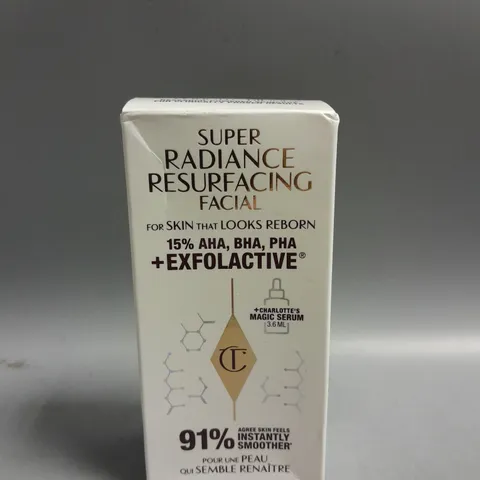 SUPER
RADIANCE
RESURFACING
FACIAL
FOR SKIN THAT LOOKS REBORN
15% AHA, BHA, PHA
+EXFOLACTIVE®
+CHARLOTTE'S
MAGIC SERUM
3.6 ML
CT
91% AGREE SKIN FEELS
INSTANTLY
SMOOTHER*
POUR UNE PEAU
QUI SEMBLE RENAÎTRE